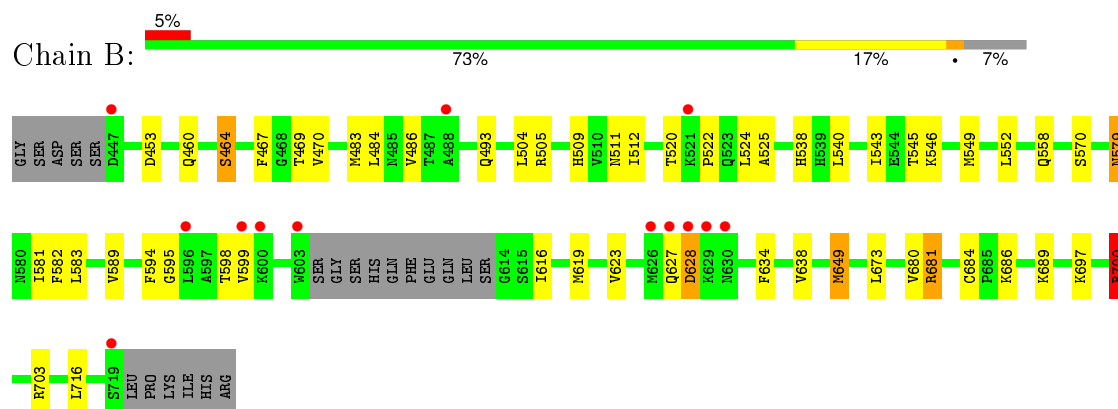 5%
Chain B:
73% 17% • 7%
GLY SER ASP SER SER D447 D453 Q460 S464 F467 G468 T469 V470 M483 L484 N485 V486 T487 A488 Q493 L504 R505 H509 V510 N511 I512 T520 K521 P522 Q523 L524 A525 H538 H539 L540 I543 E544 T545 K546 M549 L552 Q558 S570 N579
N580 I581 F582 L583 V589 F594 G595 L596 A597 T598 V599 K600 W603 SER GLY SER HIS GLN PHE GLU GLN LEU SER G614 S615 I616 M619 V623 M626 Q627 D628 K629 N630 F634 V638 M649 L673 V680 R681 C684 P685 K686 K689 K697 R700
R703 L716 S719 LEU PRO LYS ILE HIS ARG